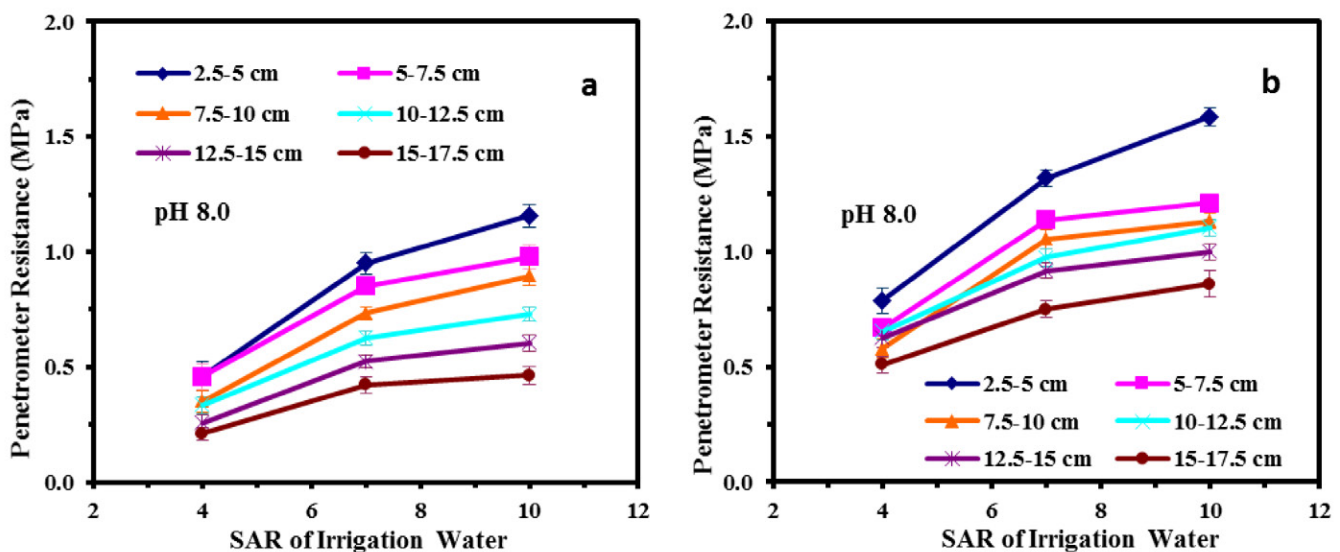 Penetrometer Resistance (MPa)
2.0
1.5
1.0
0.5
0.0
2.5-5 cm
5-7.5 cm
7.5-10 cm
10-12.5 cm
12.5-15 cm
15-17.5 cm
a
pH 8.0
2 4 6 8 10 12
SAR of Irrigation Water
Penetrometer Resistance (MPa)
2.0
1.5
1.0
0.5
0.0
b
pH 8.0
2.5-5 cm
5-7.5 cm
7.5-10 cm
10-12.5 cm
12.5-15 cm
15-17.5 cm
2 4 6 8 10 12
SAR of Irrigation Water